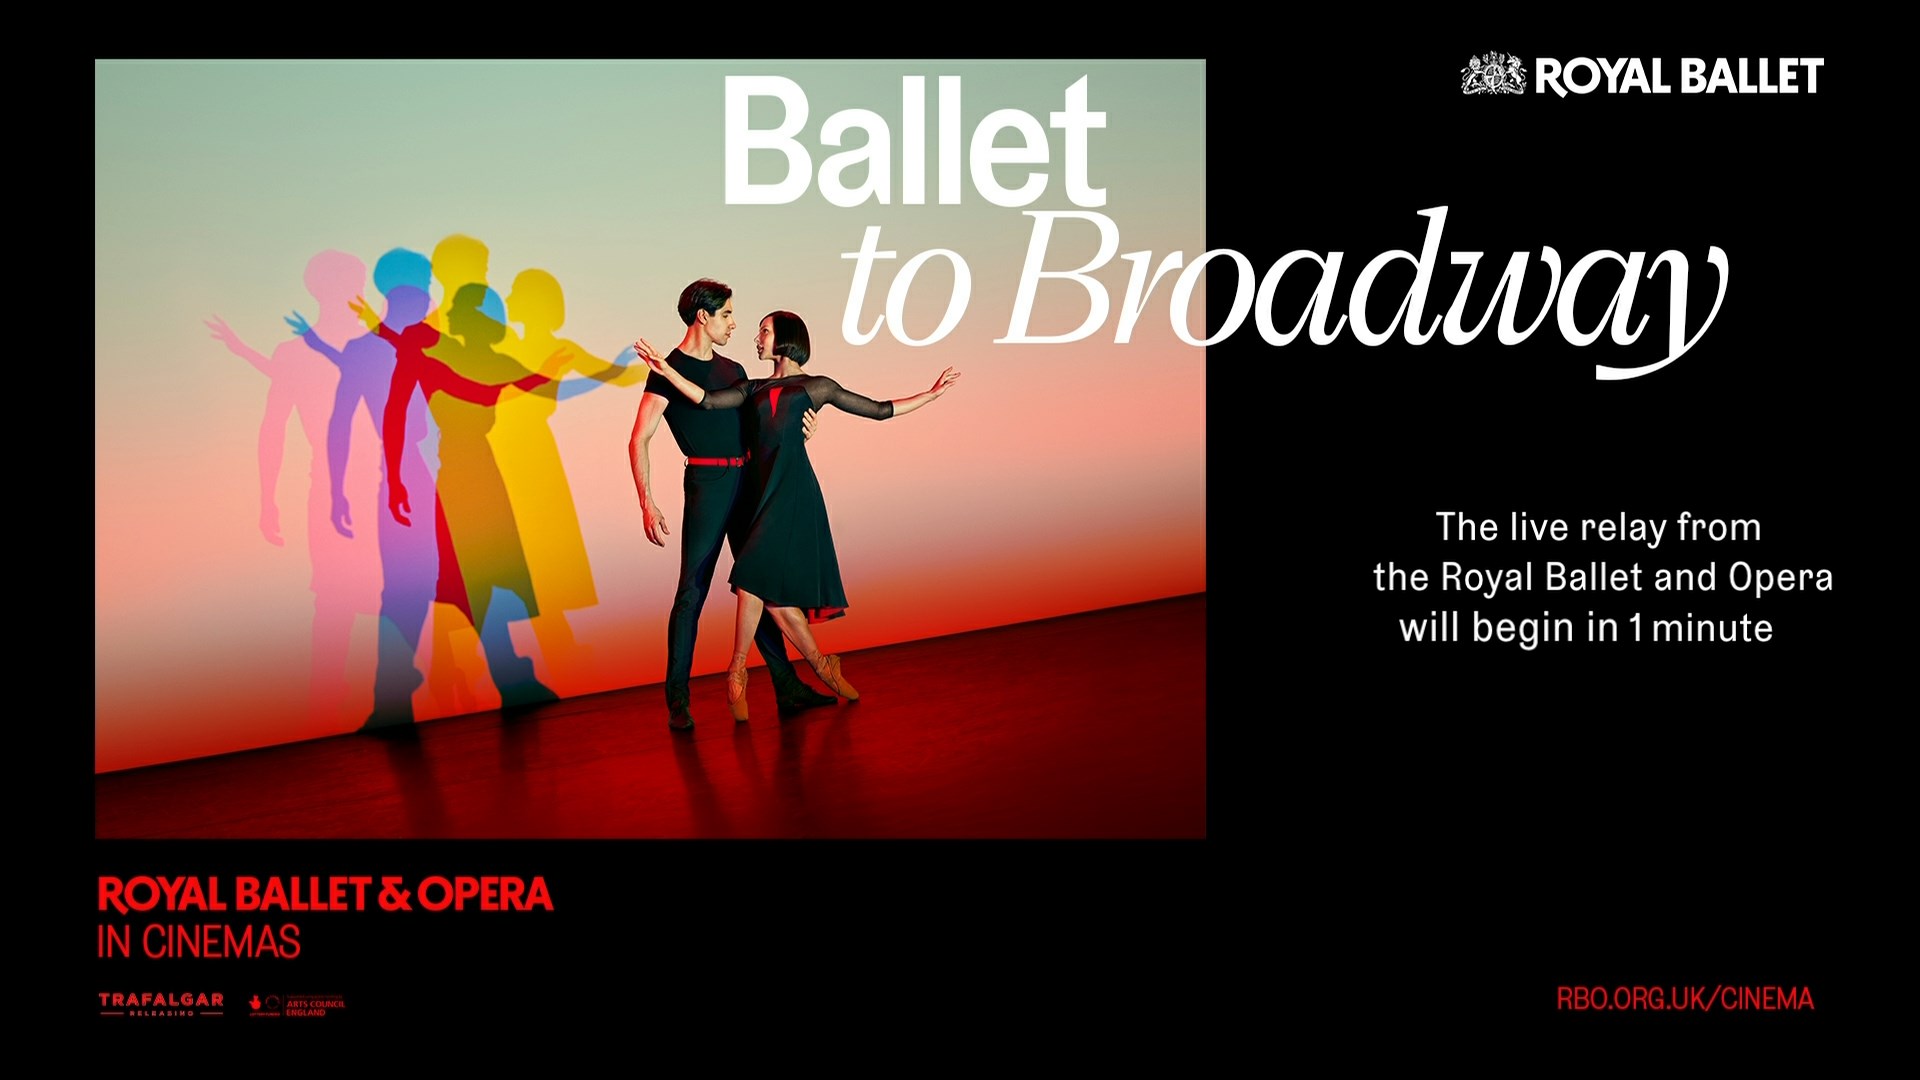 ROYAL BALLET
Ballet
to Broadway
The live relay from
the Royal Ballet and Opera
will begin in 1 minute
ROYAL BALLET & OPERA
IN CINEMAS
TRAFALGAR
RELEASING
ARTS COUNCIL
ENGLAND
RBO.ORG.UK/CINEMA